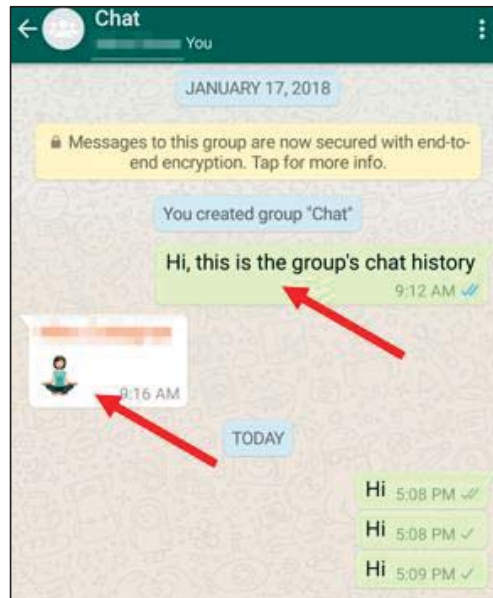 Chat
You
JANUARY 17, 2018
Messages to this group are now secured with end-to-
end encryption. Tap for more info.
You created group "Chat"
Hi, this is the group's chat history
9:12 AM
9:16 AM
TODAY
Hi 5:08 PM
Hi 5:08 PM
Hi 5:09 PM